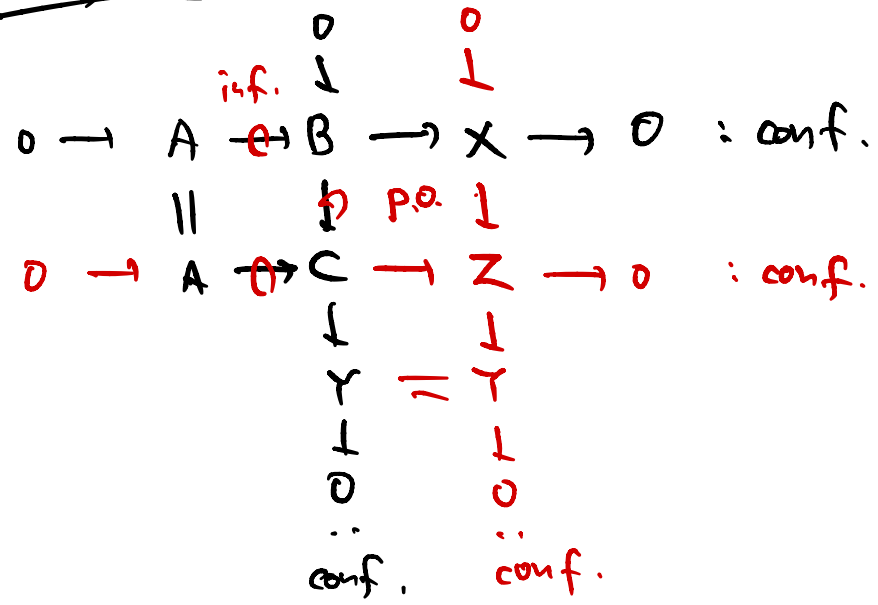 0 0
↓ ↓
inf.
0 → A → B → X → 0 : conf.
|| ↓ p.o. ↓
0 → A → C → Z → 0 : conf.
↓ ↓
Y = Y
↓ ↓
0 0
: :
conf. conf.